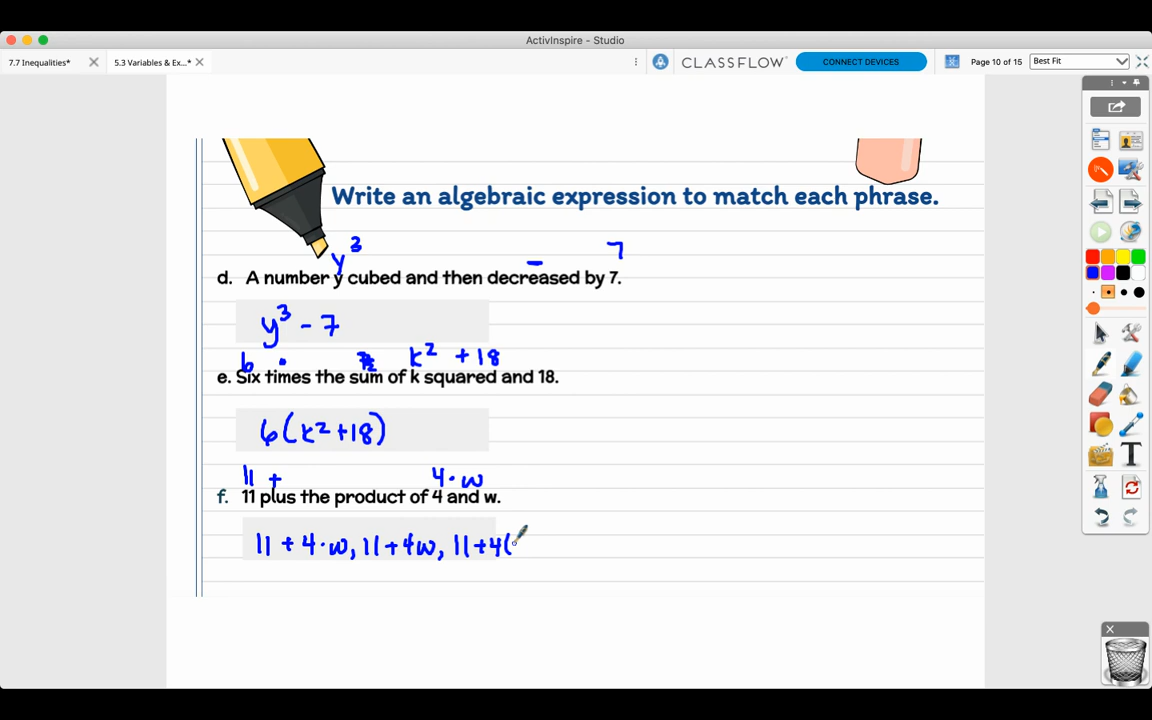 ActivInspire - Studio
7.7 Inequalities*
5.3 Variables & Ex...*
CLASSFLOW
CONNECT DEVICES
Page 10 of 15
Best Fit
Write an algebraic expression to match each phrase.
y³ − 7
d. A number y cubed and then decreased by 7.
y³ - 7
6 · k² + 18
e. Six times the sum of k squared and 18.
6(k² + 18)
11 + 4 · w
f. 11 plus the product of 4 and w.
11 + 4 · w, 11 + 4w, 11 + 4(